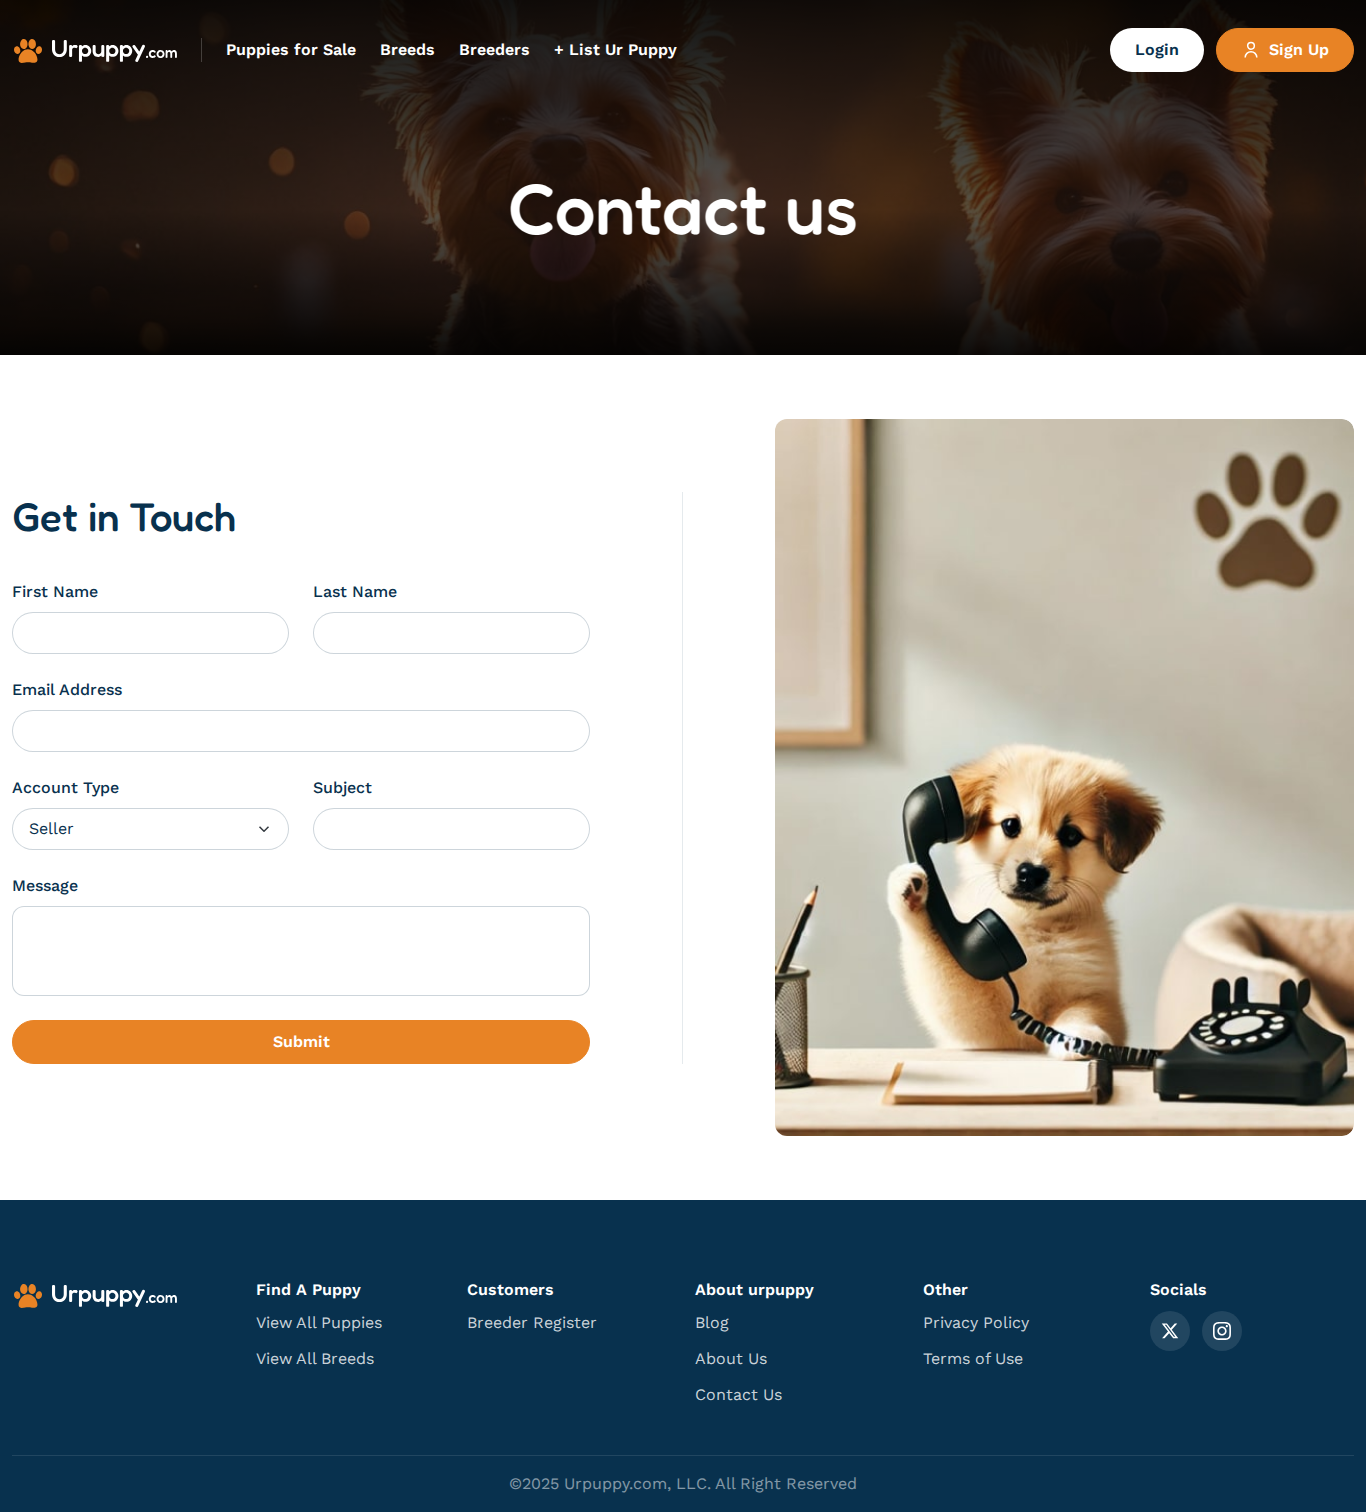 Urpuppy.com
Puppies for Sale
Breeds
Breeders
+ List Ur Puppy
Login
Sign Up
Contact us
Get in Touch
First Name
Last Name
Email Address
Account Type
Subject
Seller
Message
Submit
Urpuppy.com
Find A Puppy
View All Puppies
View All Breeds
Customers
Breeder Register
About urpuppy
Blog
About Us
Contact Us
Other
Privacy Policy
Terms of Use
Socials
©2025 Urpuppy.com, LLC. All Right Reserved